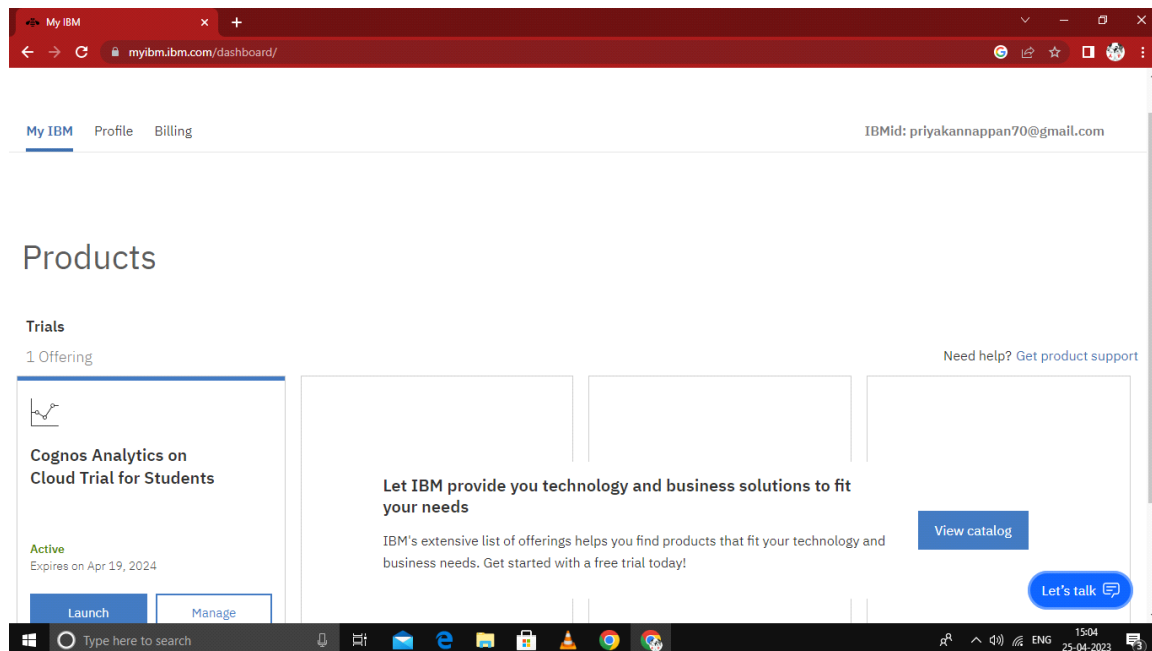 My IBM
myibm.ibm.com/dashboard/
My IBM Profile Billing
IBMid: priyakannappan70@gmail.com
Products
Trials
1 Offering
Need help? Get product support
Cognos Analytics on
Cloud Trial for Students
Active
Expires on Apr 19, 2024
Launch
Manage
Let IBM provide you technology and business solutions to fit
your needs
IBM's extensive list of offerings helps you find products that fit your technology and
business needs. Get started with a free trial today!
View catalog
Let's talk
Type here to search
ENG
15:04
25-04-2023
3